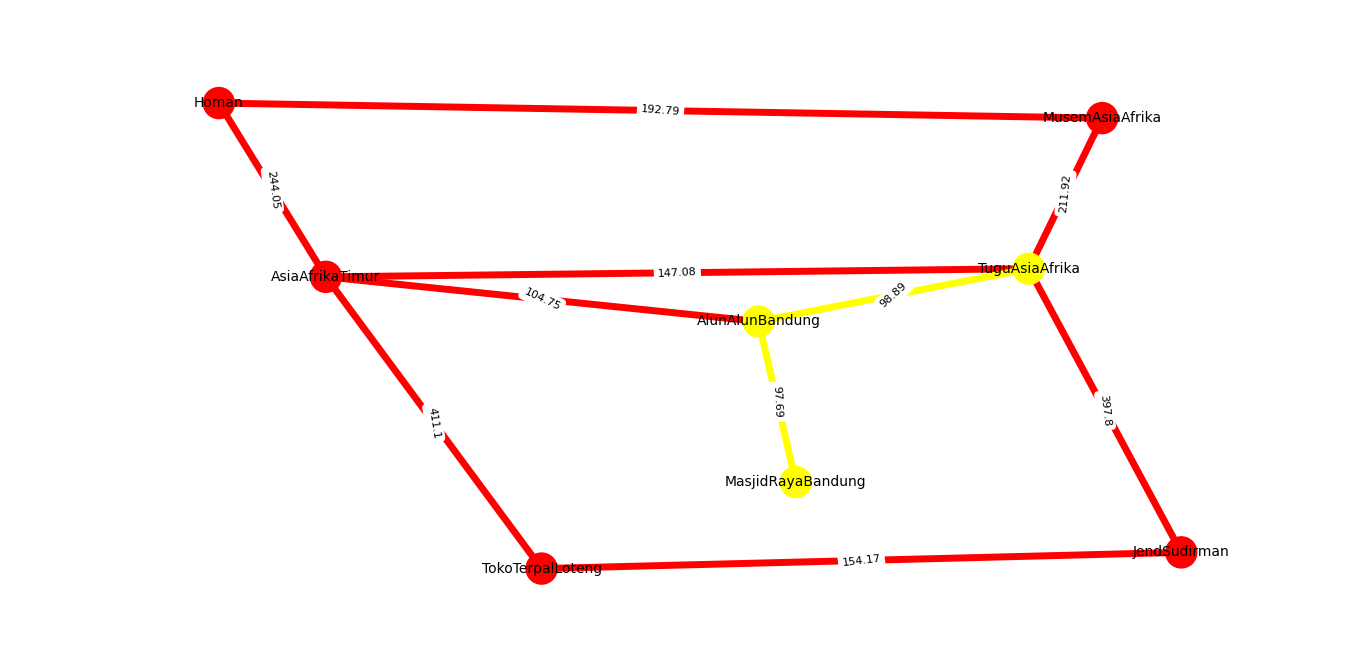 Homan
192.79
MusemAsiaAfrika
244.05
211.92
AsiaAfrikaTimur
147.08
TuguAsiaAfrika
104.75
98.89
AlunAlunBandung
411.1
97.69
397.8
MasjidRayaBandung
TokoTerpalLoteng
154.17
JendSudirman